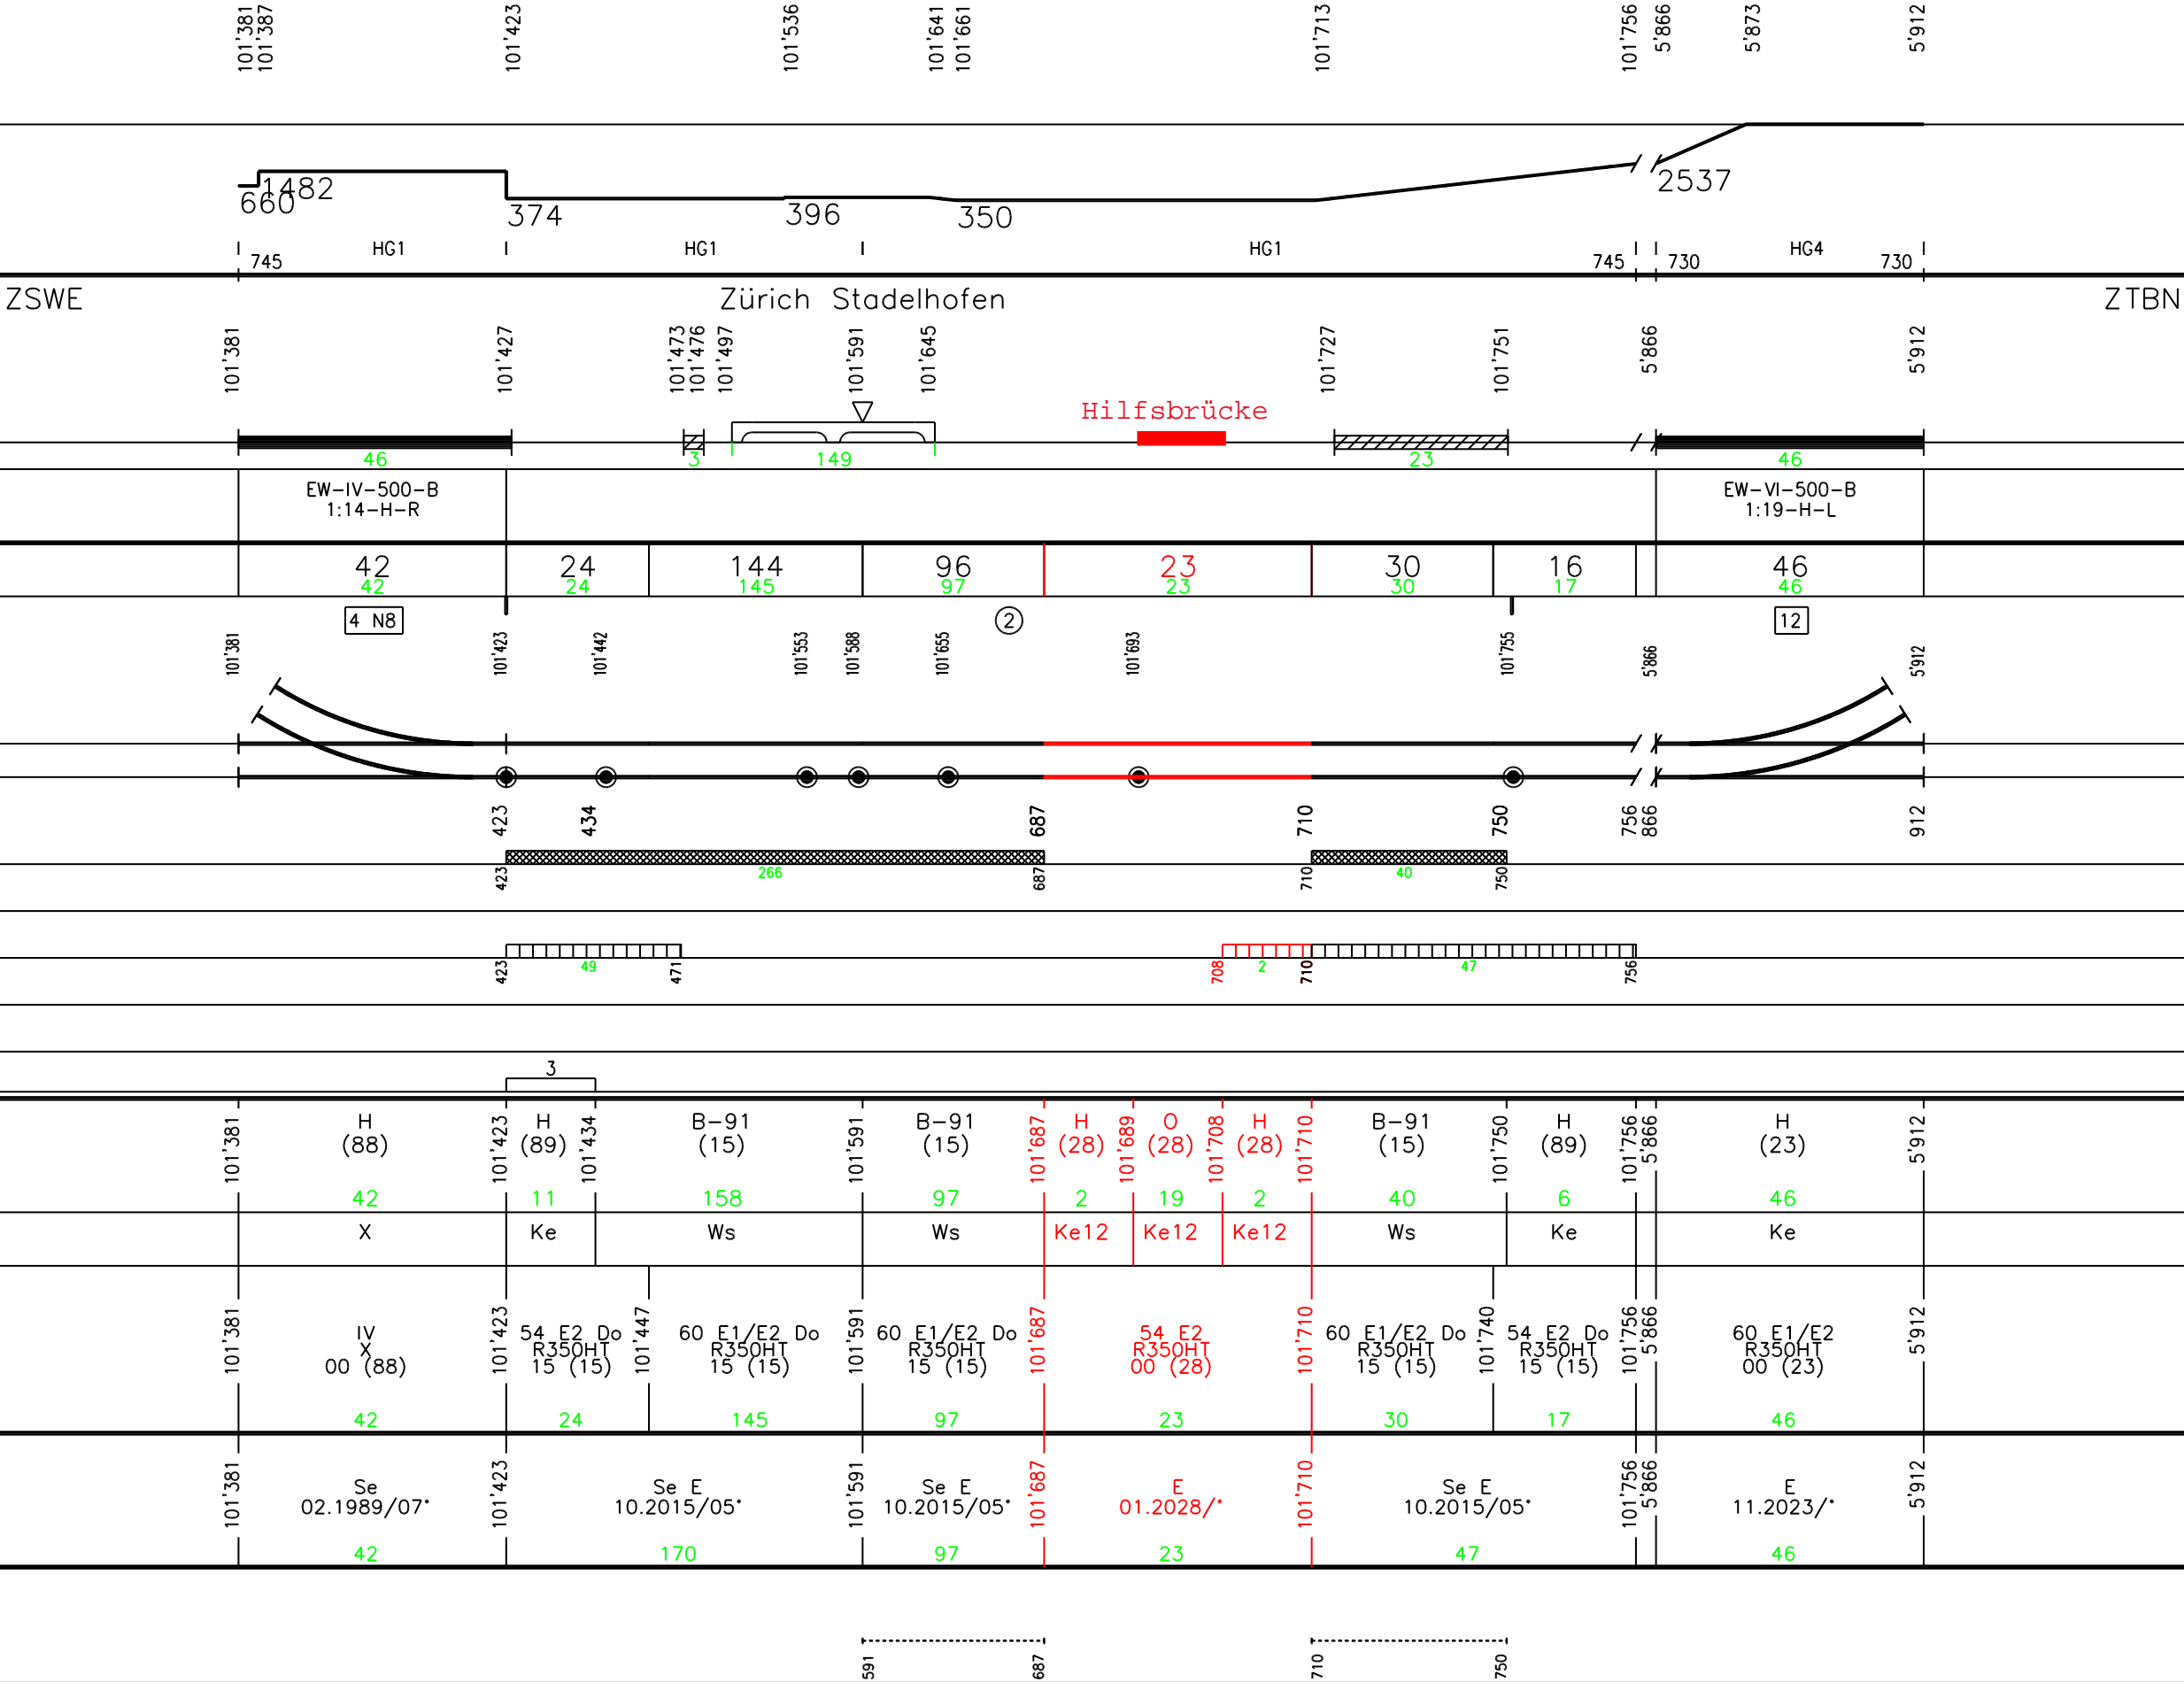 101'381 101'387 101'423 101'536 101'641 101'661 101'713 101'756 5'866 5'873 5'912
660 1482 374 396 350 2537
HG1 HG1 HG1 HG4
745 745 730 730
ZSWE Zürich Stadelhofen ZTBN
101'381 101'427 101'473 101'476 101'497 101'591 101'645 101'727 101'751 5'866 5'912
Hilfsbrücke
46 3 149 23 46
EW-IV-500-B EW-VI-500-B
1:14-H-R 1:19-H-L
42 24 144 96 23 30 16 46
42 24 145 97 23 30 17 46
4 N8 2 12
101'381 101'423 101'442 101'553 101'588 101'655 101'693 101'755 5'866 5'912
423 434 687 710 750 756 866 912
423 266 687 710 40 750
423 49 471 708 2 710 47 756
3
101'381 101'423 101'434 101'591 101'687 101'689 101'708 101'710 101'750 101'756 5'866 5'912
H H B-91 B-91 H O H B-91 H H
(88) (89) (15) (15) (28) (28) (28) (15) (89) (23)
42 11 158 97 2 19 2 40 6 46
X Ke Ws Ws Ke12 Ke12 Ke12 Ws Ke Ke
101'381 101'423 101'447 101'591 101'687 101'710 101'740 101'756 5'866 5'912
IV 54 E2 Do 60 E1/E2 Do 60 E1/E2 Do 54 E2 60 E1/E2 Do 54 E2 Do 60 E1/E2
X R350HT R350HT R350HT R350HT R350HT R350HT R350HT
00 (88) 15 (15) 15 (15) 15 (15) 00 (28) 15 (15) 15 (15) 00 (23)
42 24 145 97 23 30 17 46
101'381 101'423 101'591 101'687 101'710 101'756 5'866 5'912
Se Se E Se E E Se E E
02.1989/07* 10.2015/05* 10.2015/05* 01.2028/* 10.2015/05* 11.2023/*
42 170 97 23 47 46
591 687 710 750